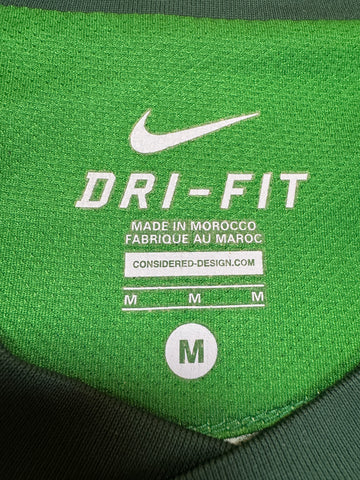 DRI-FIT
MADE IN MOROCCO
FABRIQUE AU MAROC
CONSIDERED-DESIGN.COM
M M M
M